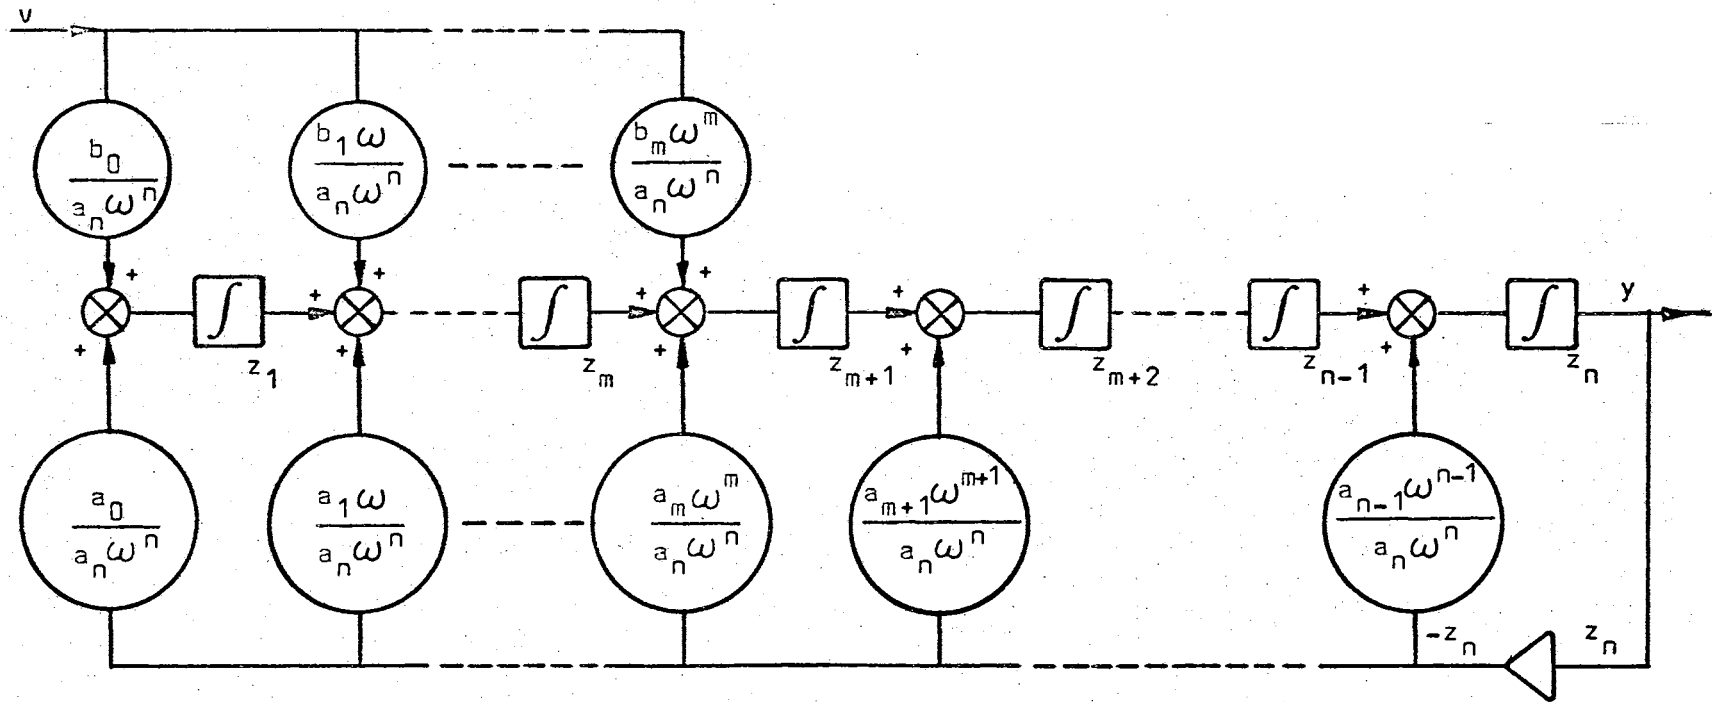 v
b₀ / aₙωⁿ
b₁ω / aₙωⁿ
bₘωᵐ / aₙωⁿ
+ + +
∫ ∫ ∫ ∫ ∫ ∫
+ + + +
y
+ + + + +
z₁ zₘ zₘ₊₁ zₘ₊₂ zₙ₋₁ zₙ
a₀ / aₙωⁿ
a₁ω / aₙωⁿ
aₘωᵐ / aₙωⁿ
aₘ₊₁ωᵐ⁺¹ / aₙωⁿ
aₙ₋₁ωⁿ⁻¹ / aₙωⁿ
-zₙ zₙ